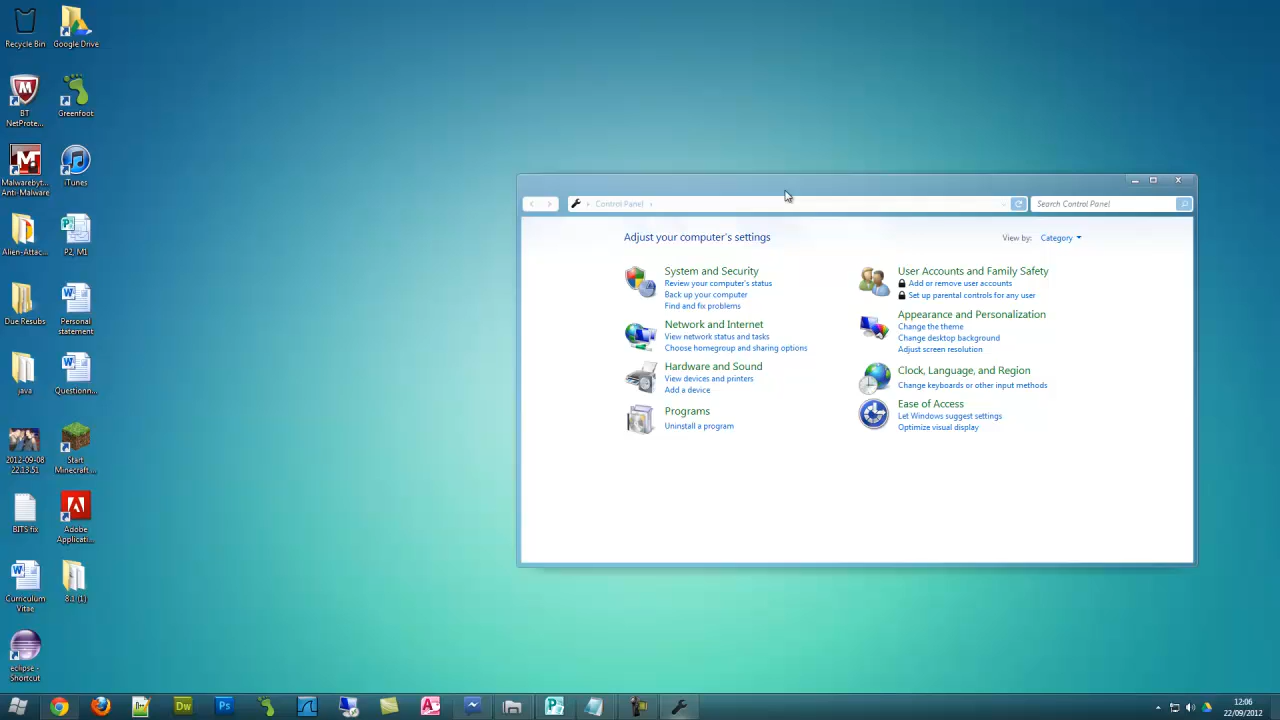 Recycle Bin
Google Drive
BT
NetProte...
Greenfoot
Malwarebyt...
Anti-Malware
iTunes
Alien-Attac...
P2, M1
Due Resubs
Personal
statement
java
Questionn...
2012-09-08
22.13.51
Start
Minecraft...
BITS fix
Adobe
Applicati...
Curriculum
Vitae
8.1 (1)
eclipse -
Shortcut
Control Panel
Search Control Panel
Adjust your computer's settings
View by: Category
System and Security
Review your computer's status
Back up your computer
Find and fix problems
Network and Internet
View network status and tasks
Choose homegroup and sharing options
Hardware and Sound
View devices and printers
Add a device
Programs
Uninstall a program
User Accounts and Family Safety
Add or remove user accounts
Set up parental controls for any user
Appearance and Personalization
Change the theme
Change desktop background
Adjust screen resolution
Clock, Language, and Region
Change keyboards or other input methods
Ease of Access
Let Windows suggest settings
Optimize visual display
Dw
Ps
12:06
22/09/2012